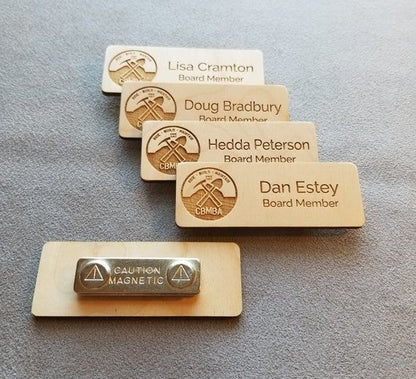 Lisa Cramton
Board Member
Doug Bradbury
Board Member
Hedda Peterson
Board Member
CBM
Dan Estey
Board Member
CBMBA
CAUTION
MAGNETIC